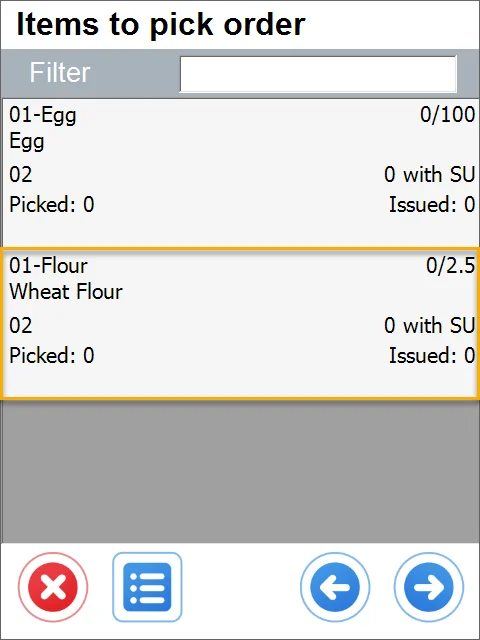 Items to pick order
Filter
01-Egg 0/100
Egg
02 0 with SU
Picked: 0 Issued: 0
01-Flour 0/2.5
Wheat Flour
02 0 with SU
Picked: 0 Issued: 0